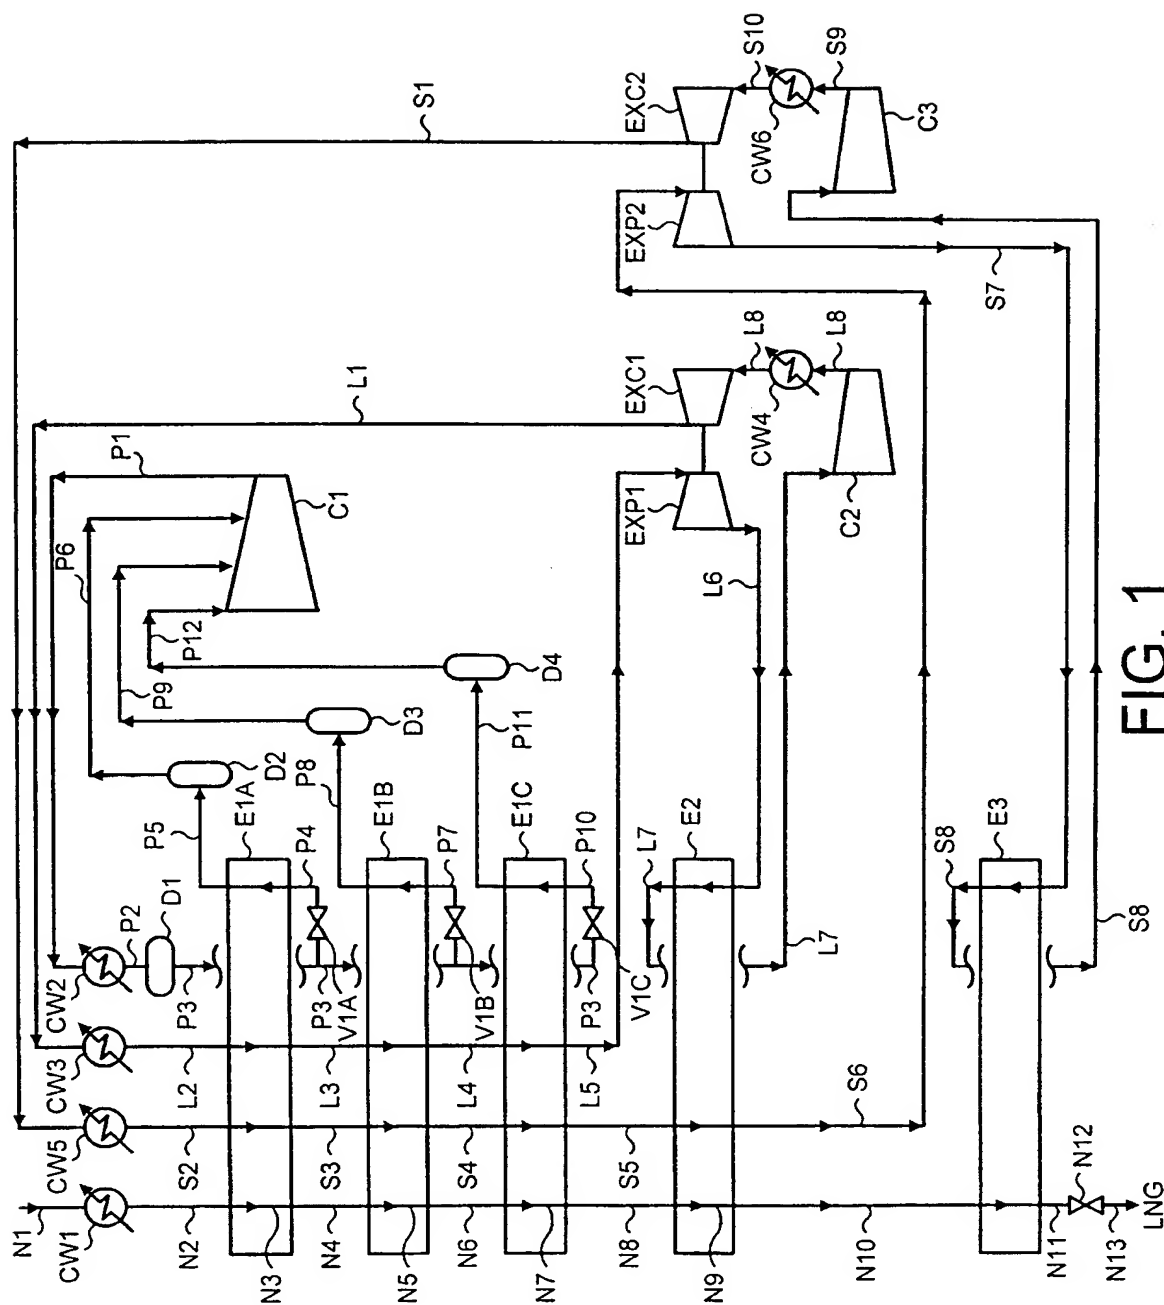 S1
EXC2
S10
S9
CW6
C3
EXP2
S7
L1
EXC1
L8
L8
CW4
C2
EXP1
L6
P1
P6
C1
P12
P9
D4
P11
D3
P8
D2
P5
E1A
P4
E1B
P7
E1C
P10
L7
E2
L7
S8
E3
S8
P2
D1
CW2
P3
P3
V1A
V1B
P3
V1C
CW3
L2
L3
L4
L5
CW5
S2
S3
S4
S5
S6
N1
CW1
N2
N3
N4
N5
N6
N7
N8
N9
N10
N11
N12
N13
LNG
FIG. 1